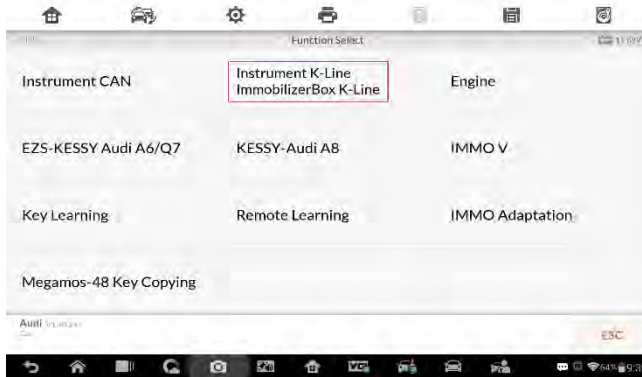 Function Select
Instrument CAN
Instrument K-Line
ImmobilizerBox K-Line
Engine
EZS-KESSY Audi A6/Q7
KESSY-Audi A8
IMMO V
Key Learning
Remote Learning
IMMO Adaptation
Megamos-48 Key Copying
Audi
ESC
64%